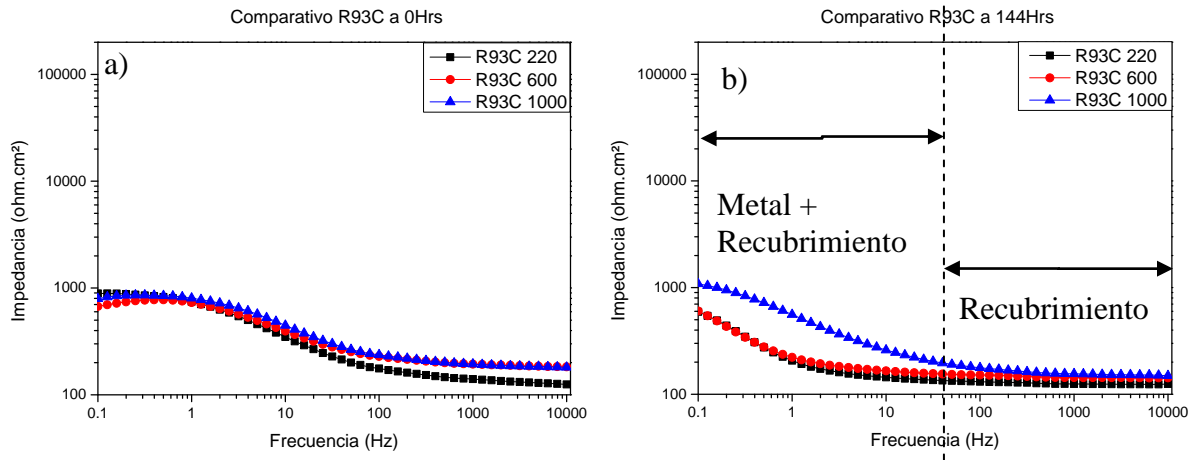 Comparativo R93C a 0Hrs
a)
R93C 220
R93C 600
R93C 1000
100000
10000
1000
100
Impedancia (ohm.cm²)
0.1 1 10 100 1000 10000
Frecuencia (Hz)
Comparativo R93C a 144Hrs
b)
R93C 220
R93C 600
R93C 1000
Metal +
Recubrimiento
Recubrimiento
100000
10000
1000
100
Impedancia (ohm.cm²)
0.1 1 10 100 1000 10000
Frecuencia (Hz)